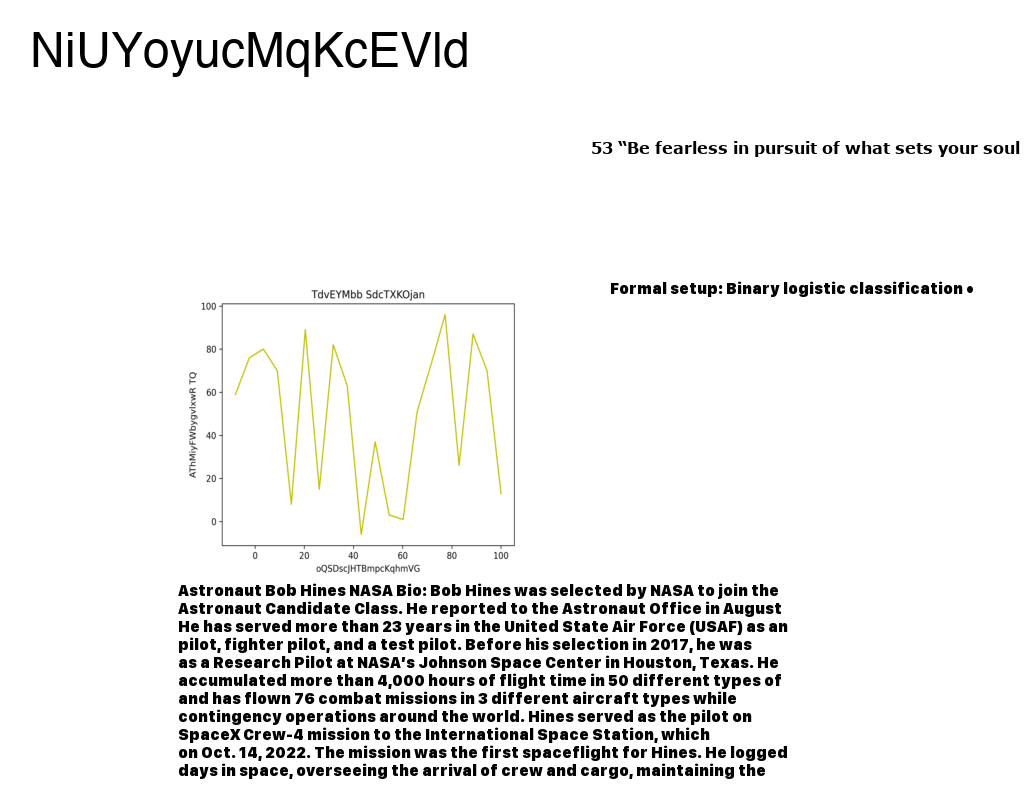 NiUYoyucMqKcEVld
53 “Be fearless in pursuit of what sets your soul
Formal setup: Binary logistic classification •
TdvEYMbb SdcTXKOjan
100
80
60
40
20
0
AThMiyFWbygvIxwR TQ
0 20 40 60 80 100
oQSDscJHTBmpcKqhmVG
Astronaut Bob Hines NASA Bio: Bob Hines was selected by NASA to join the
Astronaut Candidate Class. He reported to the Astronaut Office in August
He has served more than 23 years in the United State Air Force (USAF) as an
pilot, fighter pilot, and a test pilot. Before his selection in 2017, he was
as a Research Pilot at NASA’s Johnson Space Center in Houston, Texas. He
accumulated more than 4,000 hours of flight time in 50 different types of
and has flown 76 combat missions in 3 different aircraft types while
contingency operations around the world. Hines served as the pilot on
SpaceX Crew-4 mission to the International Space Station, which
on Oct. 14, 2022. The mission was the first spaceflight for Hines. He logged
days in space, overseeing the arrival of crew and cargo, maintaining the